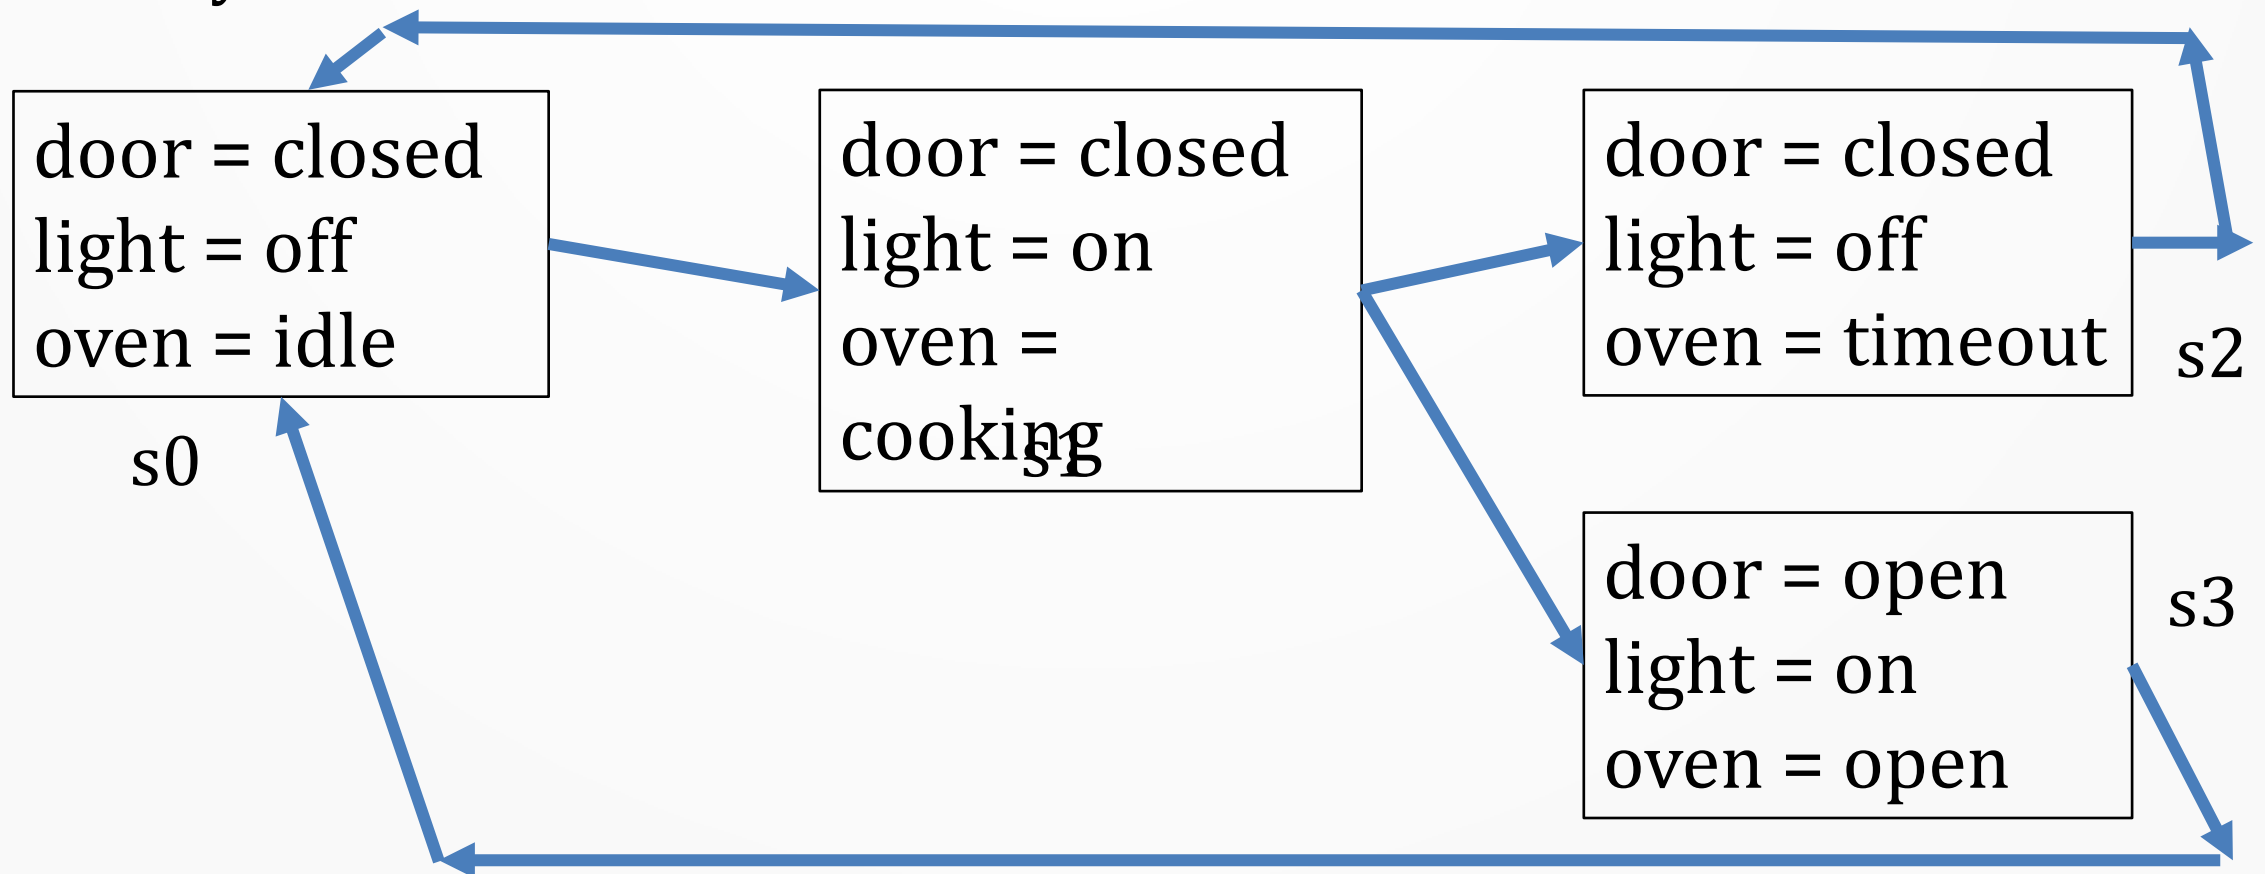 door = closed
light = off
oven = idle
s0
door = closed
light = on
oven =
cooking
s1
door = closed
light = off
oven = timeout
s2
door = open
light = on
oven = open
s3